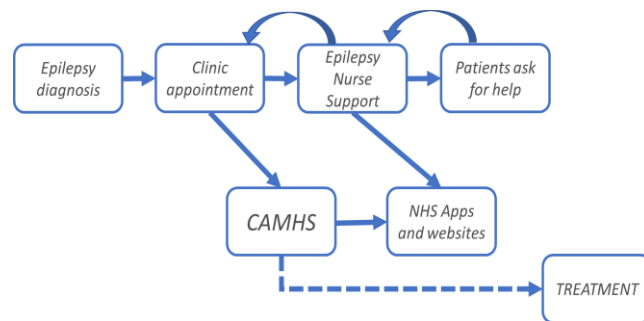 Epilepsy
diagnosis
Clinic
appointment
Epilepsy
Nurse
Support
Patients ask
for help
CAMHS
NHS Apps
and websites
TREATMENT